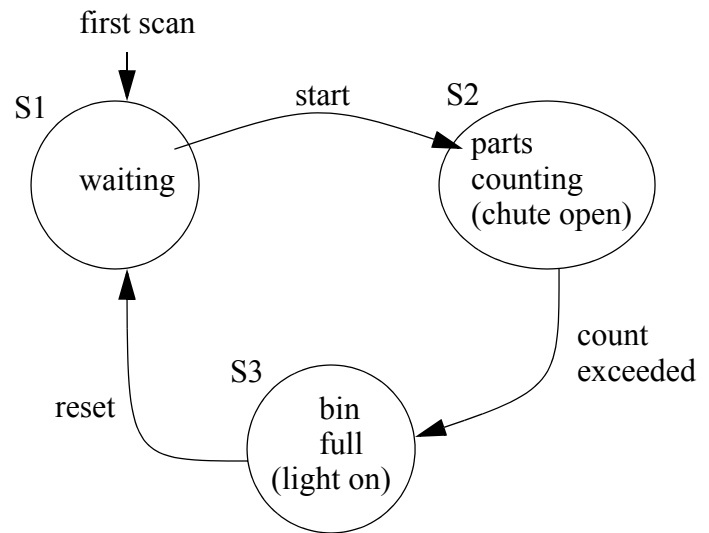 first scan
S1
start
S2
waiting
parts
counting
(chute open)
count
exceeded
S3
reset
bin
full
(light on)